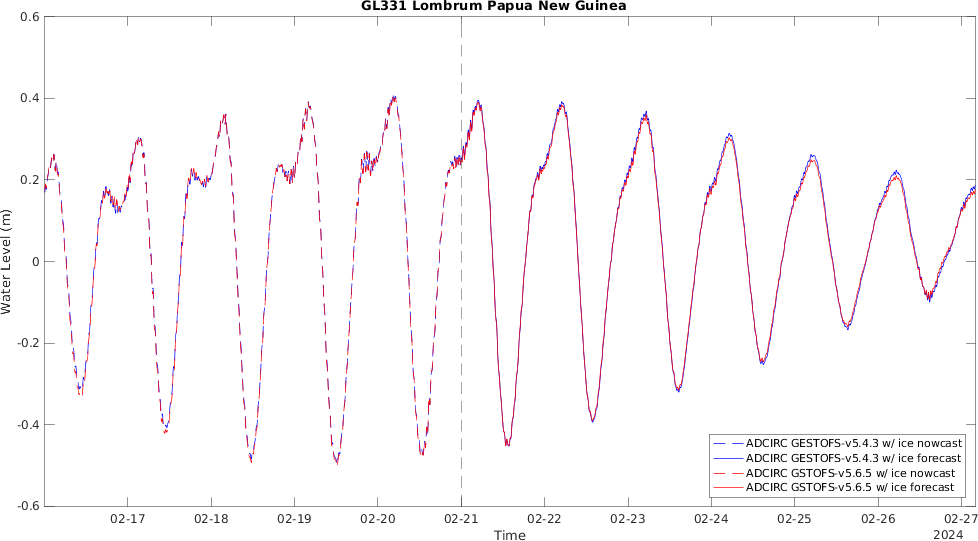 GL331 Lombrum Papua New Guinea
0.6
0.4
0.2
0
-0.2
-0.4
-0.6
Water Level (m)
ADCIRC GESTOFS-v5.4.3 w/ ice nowcast
ADCIRC GESTOFS-v5.4.3 w/ ice forecast
ADCIRC GSTOFS-v5.6.5 w/ ice nowcast
ADCIRC GSTOFS-v5.6.5 w/ ice forecast
02-17 02-18 02-19 02-20 02-21 02-22 02-23 02-24 02-25 02-26 02-27
2024
Time